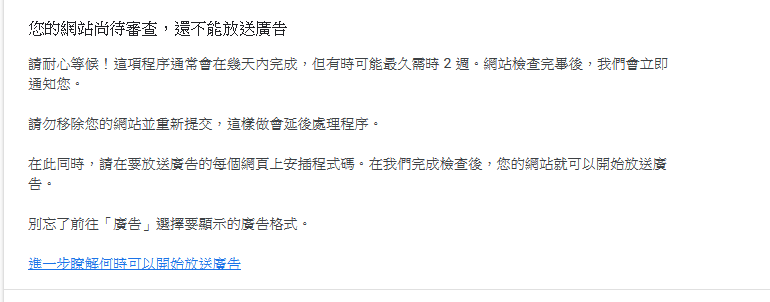 您的網站尚待審查，還不能放送廣告
請耐心等候！這項程序通常會在幾天內完成，但有時可能最久需時 2 週。網站檢查完畢後，我們會立即
通知您。
請勿移除您的網站並重新提交，這樣做會延後處理程序。
在此同時，請在要放送廣告的每個網頁上安插程式碼。在我們完成檢查後，您的網站就可以開始放送廣
告。
別忘了前往「廣告」選擇要顯示的廣告格式。
進一步瞭解何時可以開始放送廣告